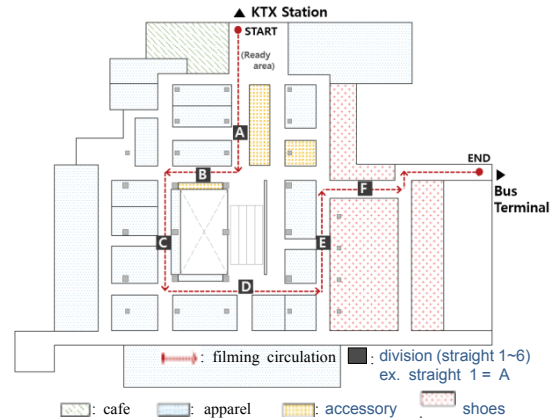 ▲ KTX Station
START
(Ready
area)
A
B
END
F
Bus
Terminal
C
E
D
: filming circulation
: division (straight 1~6)
ex. straight 1 = A
: cafe
: apparel
: accessory
: shoes